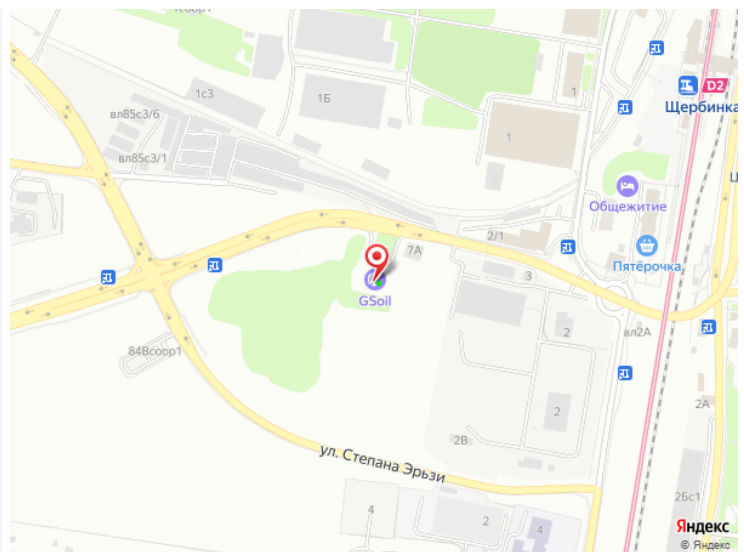 1с3
1Б
1
1
D2
Щербинка
вл85с3/6
вл85с3/1
Общежитие
7А
2/1
Пятёрочка
3
GSoil
2
вл2А
84Всоор1
2А
2
2В
ул. Степана Эрьзи
2Бс1
4
2
4
Яндекс
© Яндекс